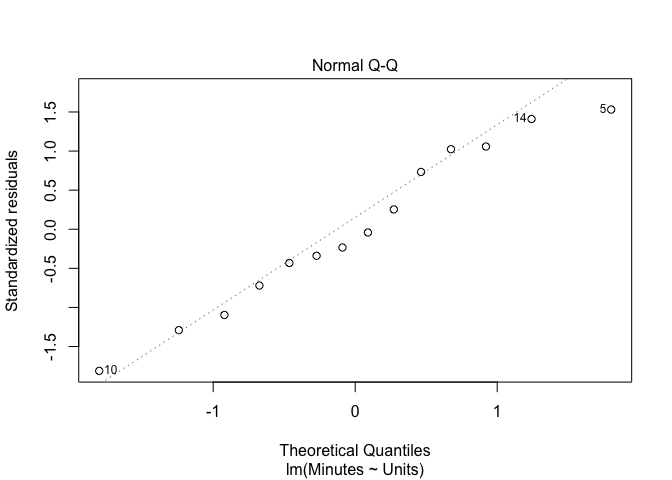 Normal Q-Q
Standardized residuals
1.5
1.0
0.5
0.0
-0.5
-1.5
14
5
10
-1 0 1
Theoretical Quantiles
lm(Minutes ~ Units)